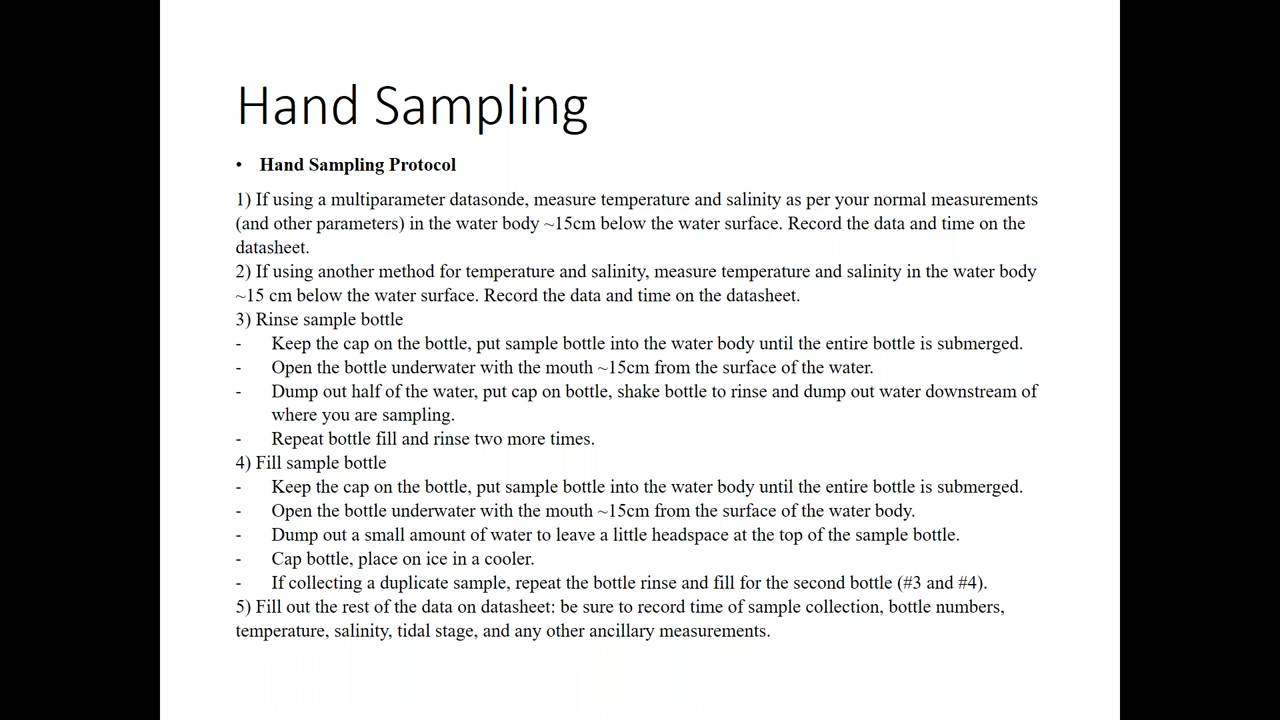 Hand Sampling
• Hand Sampling Protocol
1) If using a multiparameter datasonde, measure temperature and salinity as per your normal measurements
(and other parameters) in the water body ~15cm below the water surface. Record the data and time on the
datasheet.
2) If using another method for temperature and salinity, measure temperature and salinity in the water body
~15 cm below the water surface. Record the data and time on the datasheet.
3) Rinse sample bottle
- Keep the cap on the bottle, put sample bottle into the water body until the entire bottle is submerged.
- Open the bottle underwater with the mouth ~15cm from the surface of the water.
- Dump out half of the water, put cap on bottle, shake bottle to rinse and dump out water downstream of
where you are sampling.
- Repeat bottle fill and rinse two more times.
4) Fill sample bottle
- Keep the cap on the bottle, put sample bottle into the water body until the entire bottle is submerged.
- Open the bottle underwater with the mouth ~15cm from the surface of the water body.
- Dump out a small amount of water to leave a little headspace at the top of the sample bottle.
- Cap bottle, place on ice in a cooler.
- If collecting a duplicate sample, repeat the bottle rinse and fill for the second bottle (#3 and #4).
5) Fill out the rest of the data on datasheet: be sure to record time of sample collection, bottle numbers,
temperature, salinity, tidal stage, and any other ancillary measurements.